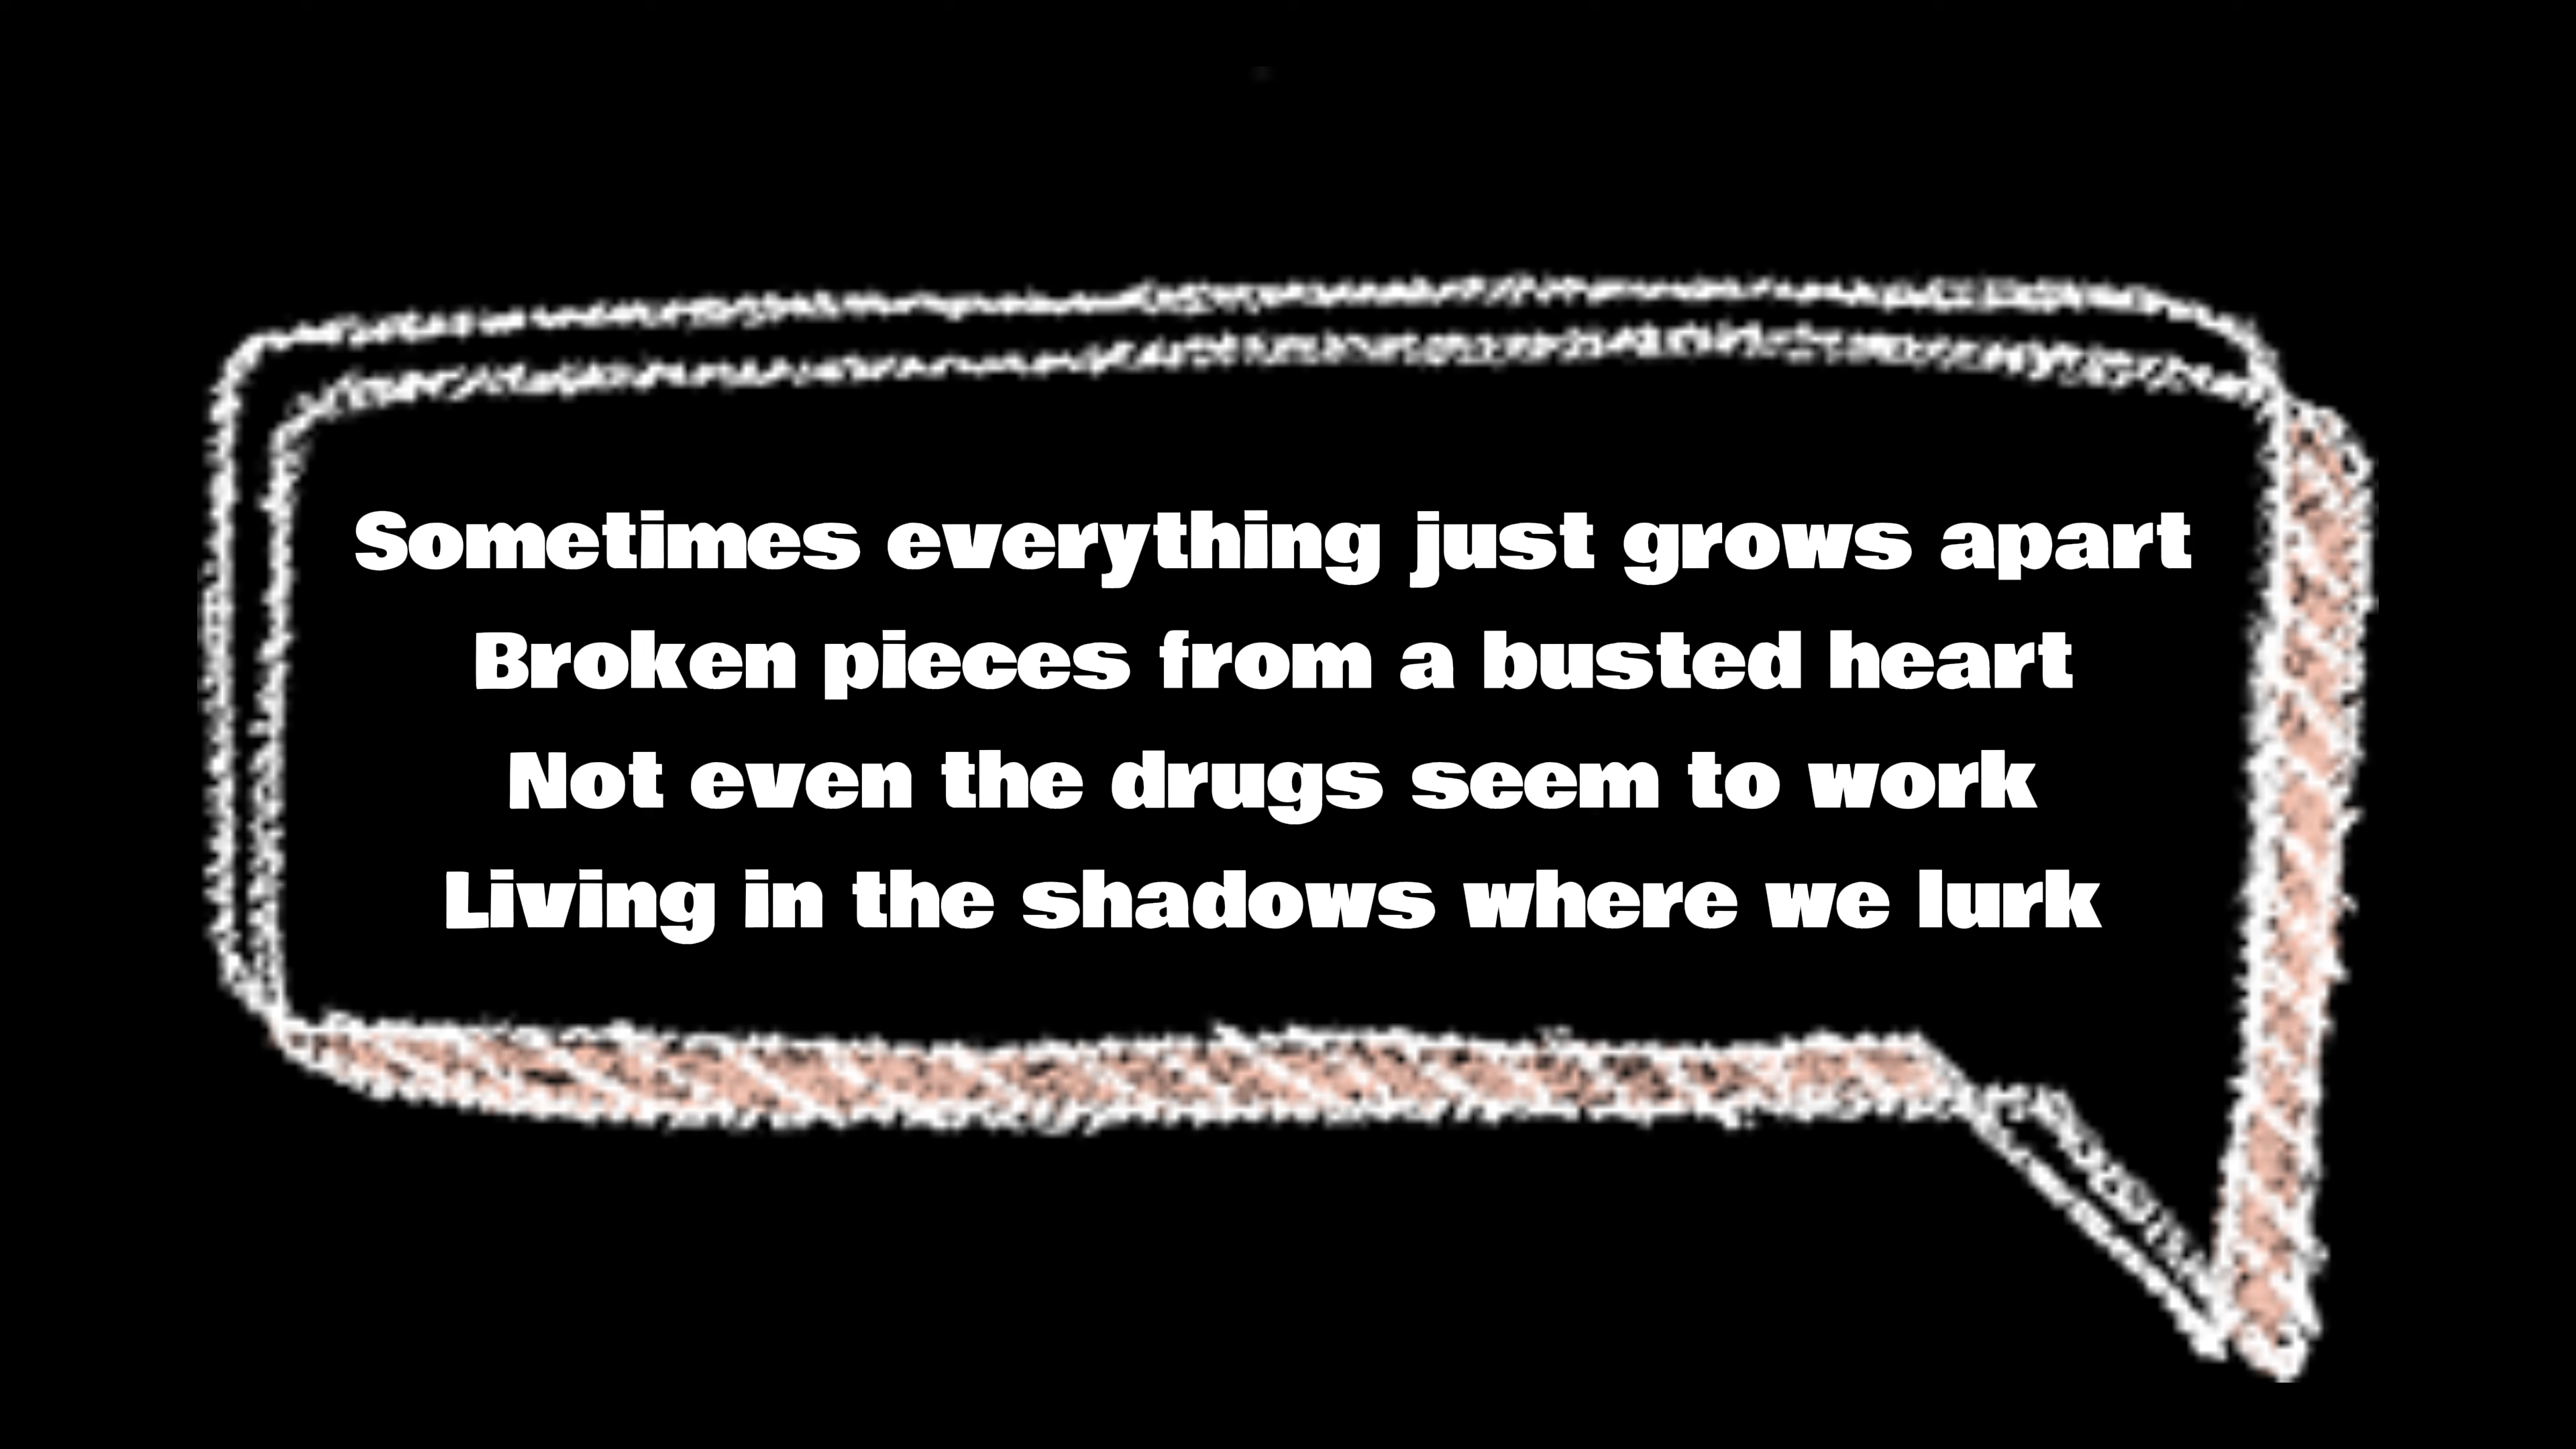 Sometimes everything just grows apart
Broken pieces from a busted heart
Not even the drugs seem to work
Living in the shadows where we lurk